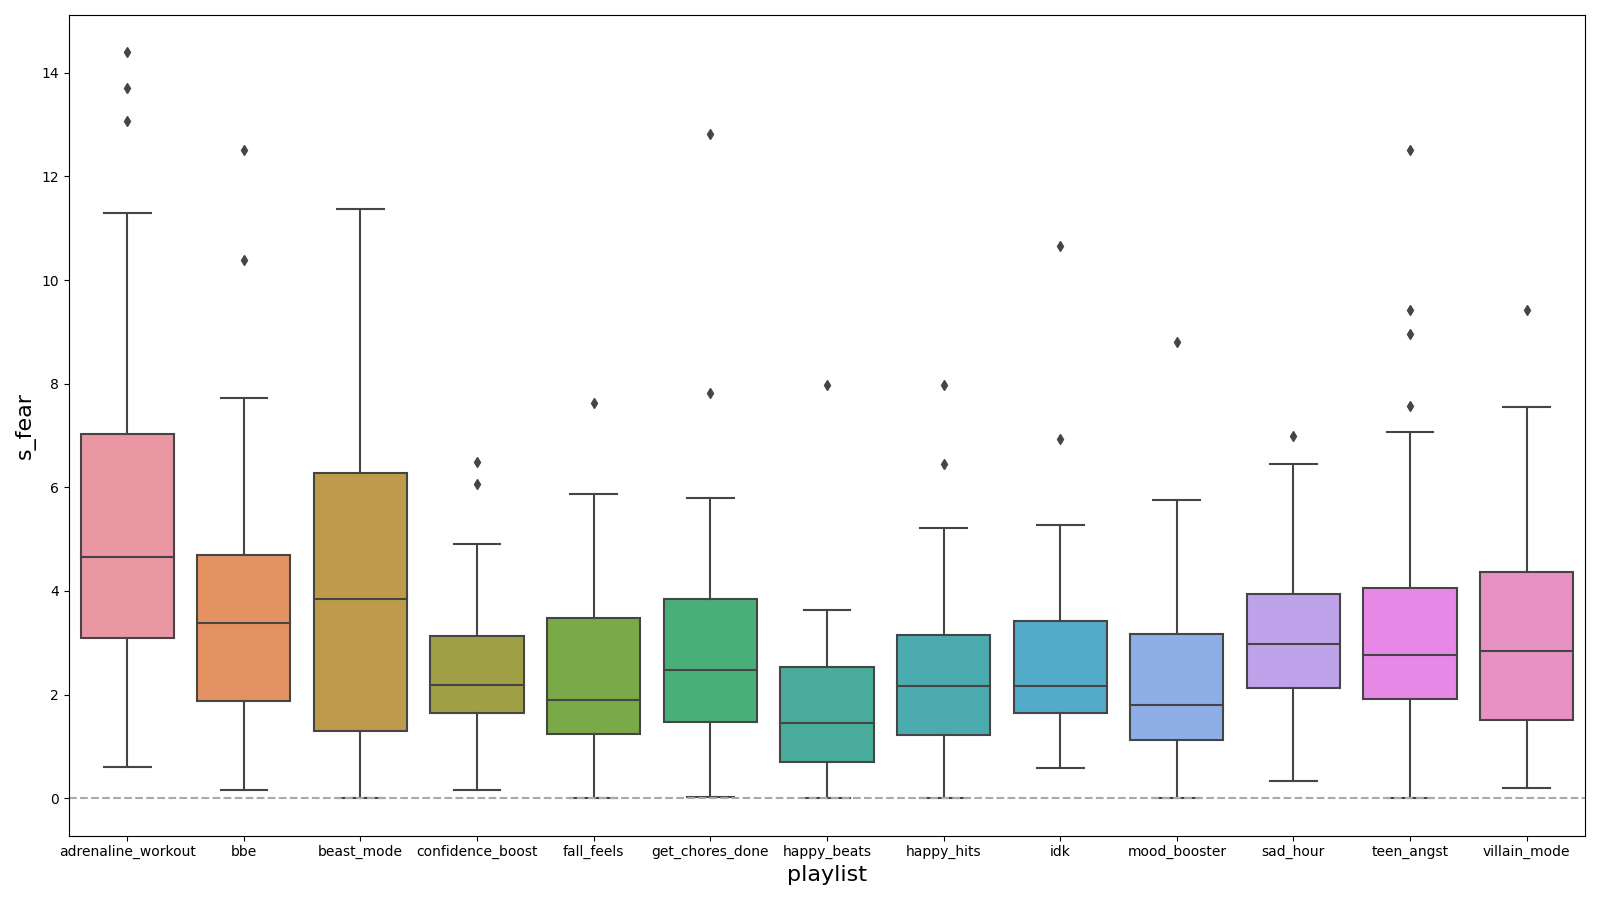 14
12
10
8
6
4
2
0
s_fear
adrenaline_workout bbe beast_mode confidence_boost fall_feels get_chores_done happy_beats happy_hits idk mood_booster sad_hour teen_angst villain_mode
playlist